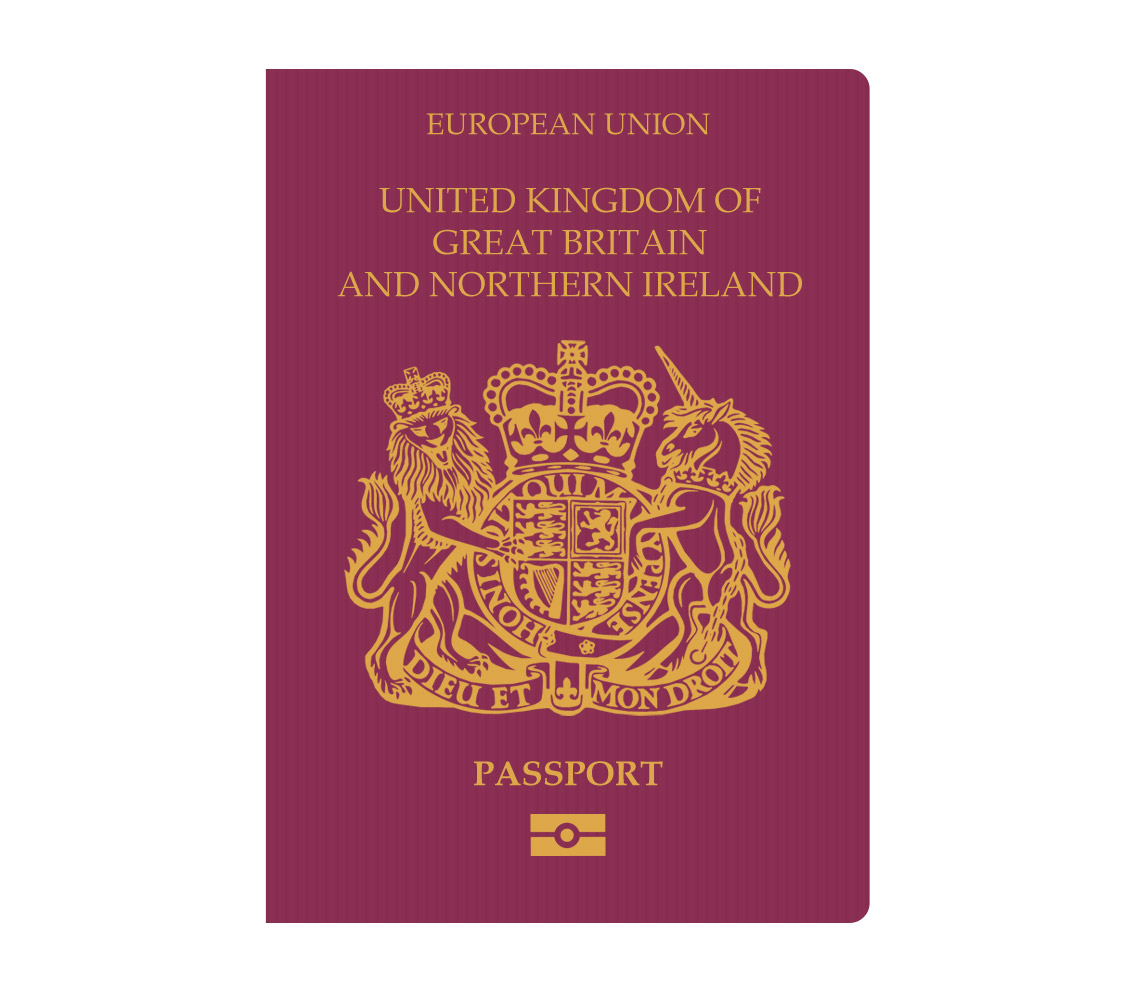 EUROPEAN UNION
UNITED KINGDOM OF
GREAT BRITAIN
AND NORTHERN IRELAND
HONI SOIT QUI MAL Y PENSE
DIEU ET MON DROIT
PASSPORT